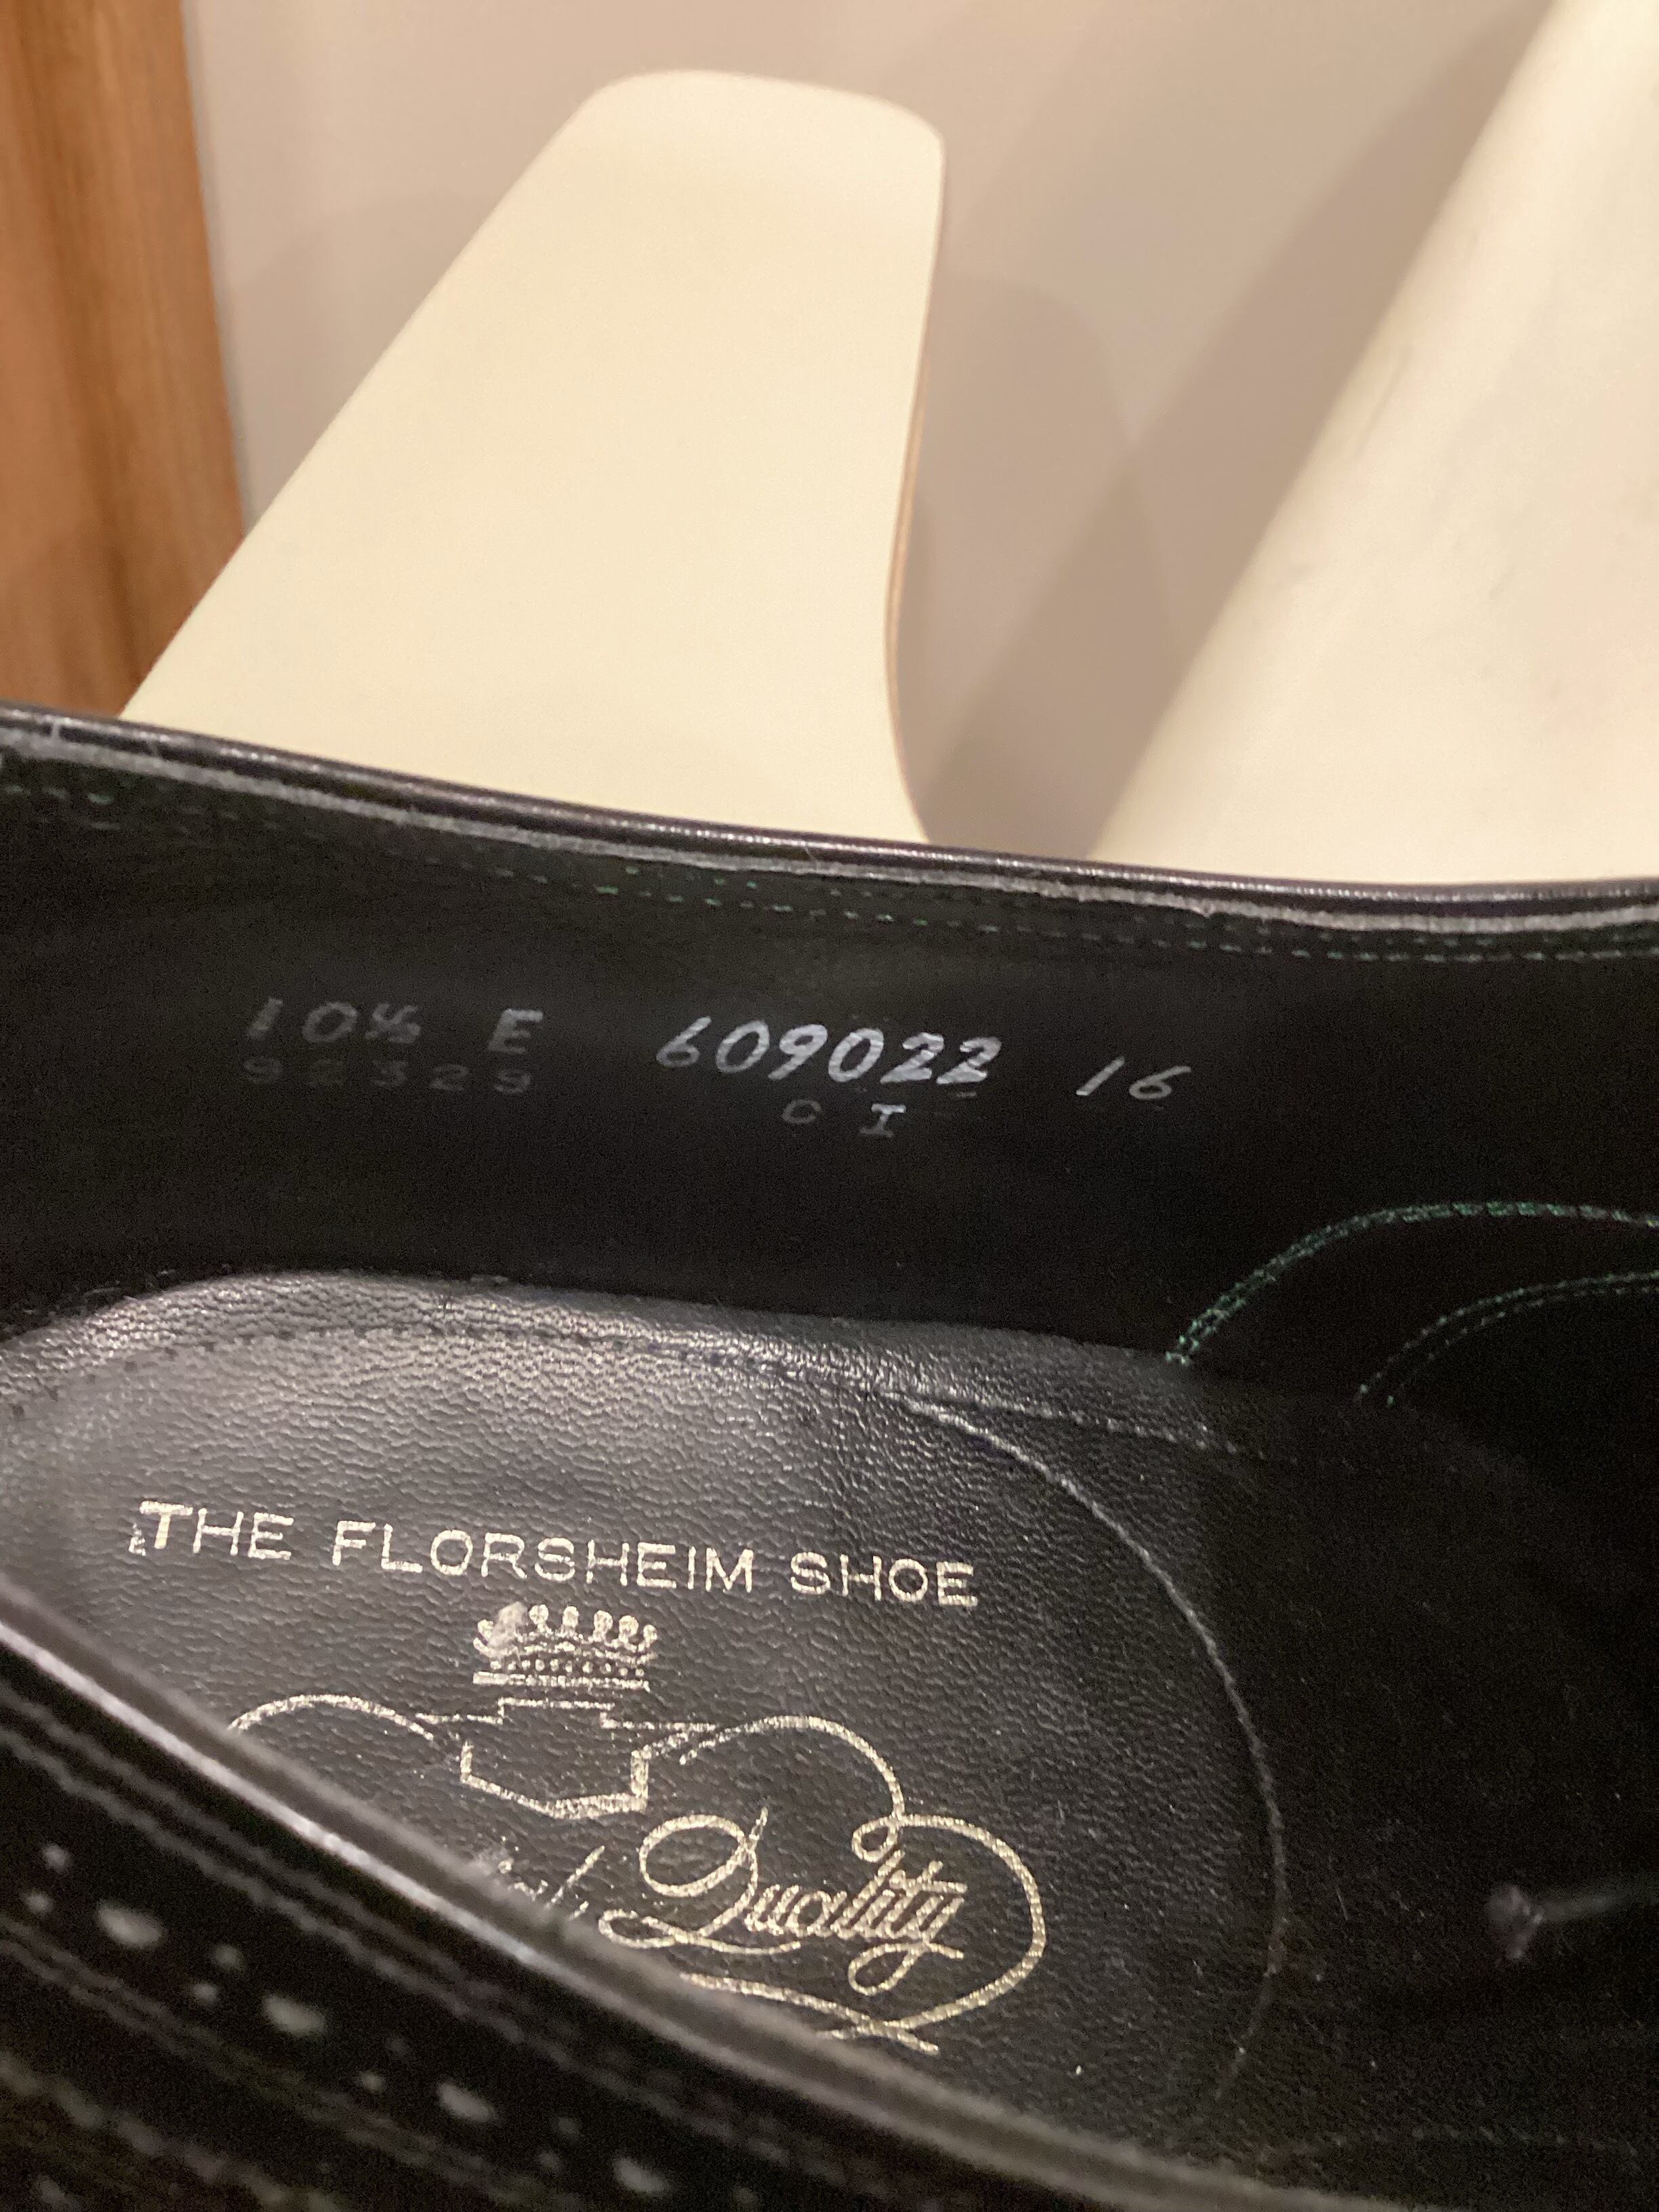 10½ E 609022 16
92329 C I
THE FLORSHEIM SHOE
Quality